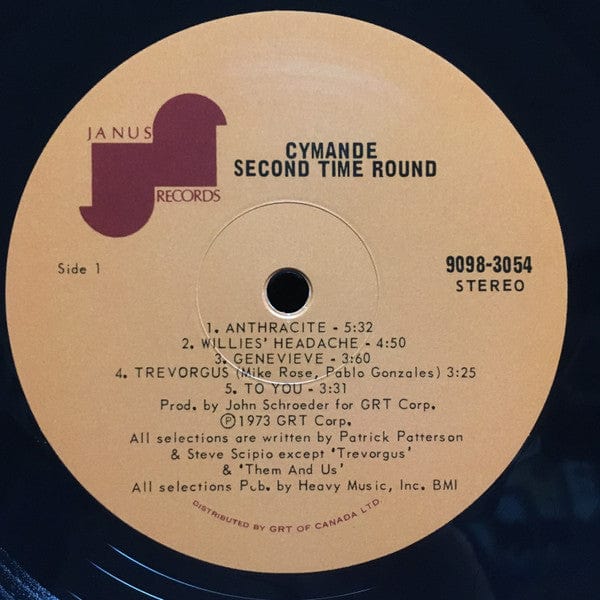 JANUS
RECORDS
CYMANDE
SECOND TIME ROUND
Side 1
9098-3054
STEREO
1. ANTHRACITE - 5:32
2. WILLIES' HEADACHE - 4:50
3. GENEVIEVE - 3:60
4. TREVORGUS (Mike Rose, Pablo Gonzales) 3:25
5. TO YOU - 3:31
Prod. by John Schroeder for GRT Corp.
Ⓟ1973 GRT Corp.
All selections are written by Patrick Patterson
& Steve Scipio except 'Trevorgus'
& 'Them And Us'
All selections Pub. by Heavy Music, Inc. BMI
DISTRIBUTED BY GRT OF CANADA LTD.